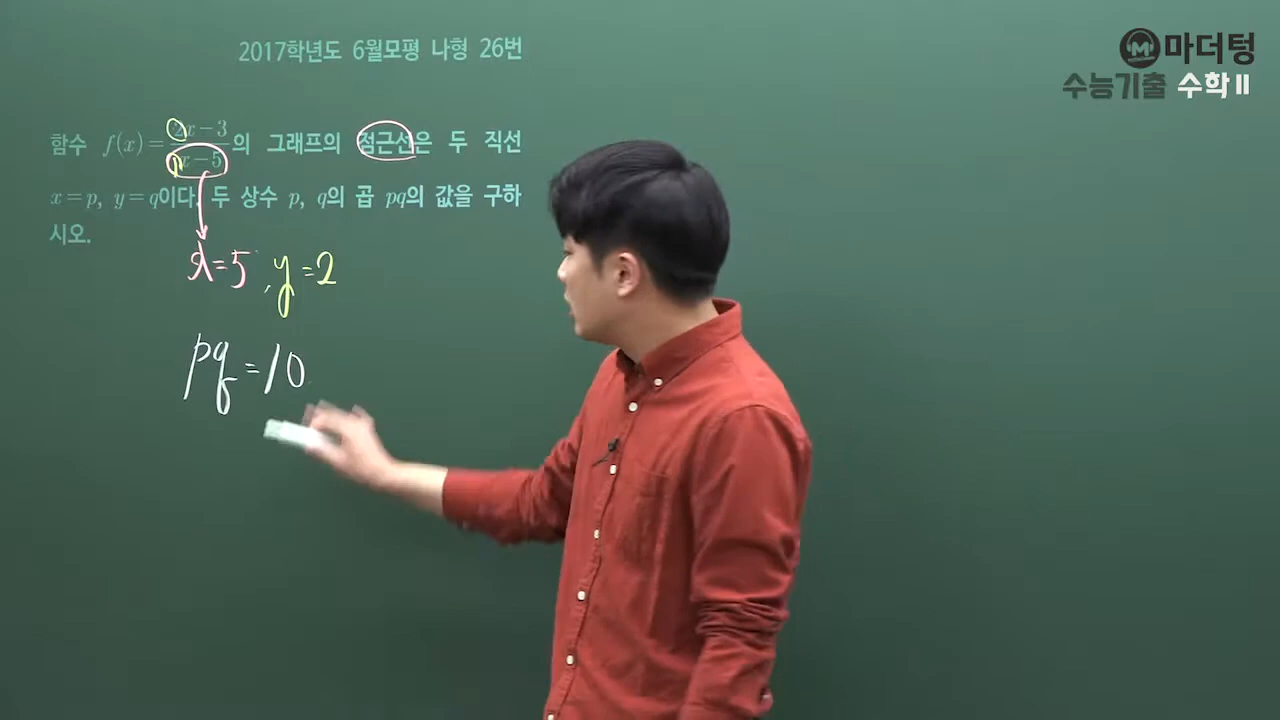 2017학년도 6월모평 나형 26번
마더텅
수능기출 수학 II
함수 f(x) = (2x-3)/(x-5) 의 그래프의 점근선은 두 직선
x=p, y=q이다. 두 상수 p, q의 곱 pq의 값을 구하
시오.
x=5, y=2
pq=10